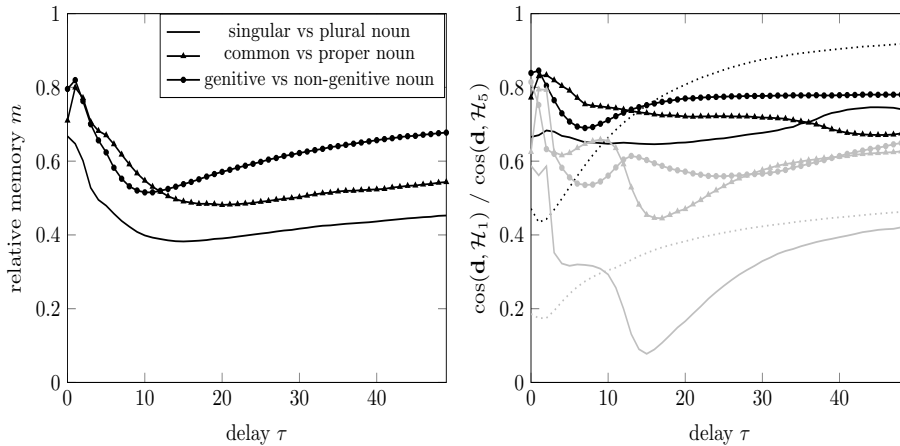 singular vs plural noun
common vs proper noun
genitive vs non-genitive noun
relative memory m
1
0.8
0.6
0.4
0.2
0
0 10 20 30 40
delay τ
cos(d, H₁) / cos(d, H₅)
1
0.8
0.6
0.4
0.2
0
0 10 20 30 40
delay τ